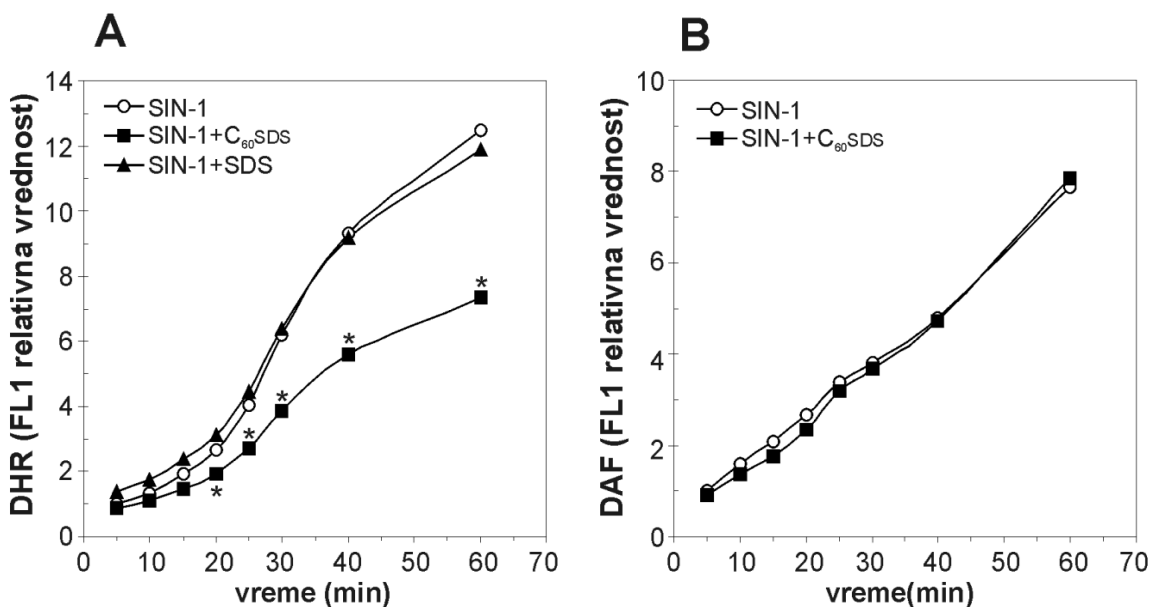 A
DHR (FL1 relativna vrednost)
14
12
10
8
6
4
2
0
SIN-1
SIN-1+C₆₀SDS
SIN-1+SDS
*
*
*
*
*
0 10 20 30 40 50 60 70
vreme (min)
B
DAF (FL1 relativna vrednost)
10
8
6
4
2
0
SIN-1
SIN-1+C₆₀SDS
0 10 20 30 40 50 60 70
vreme(min)